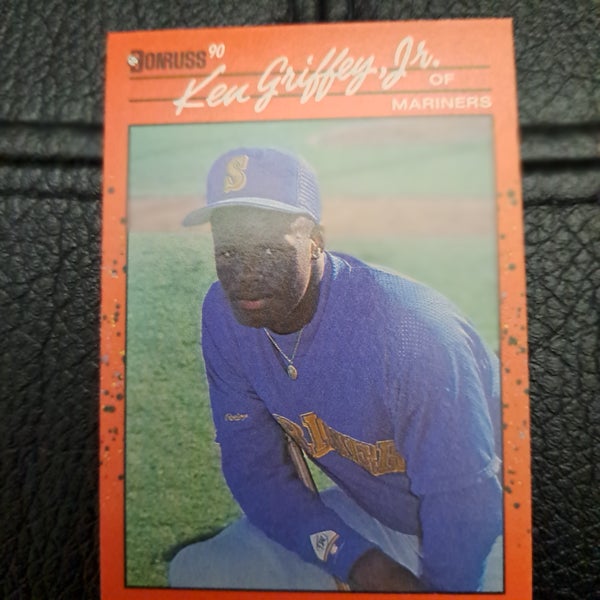 DONRUSS 90
Ken Griffey, Jr.
OF
MARINERS
S